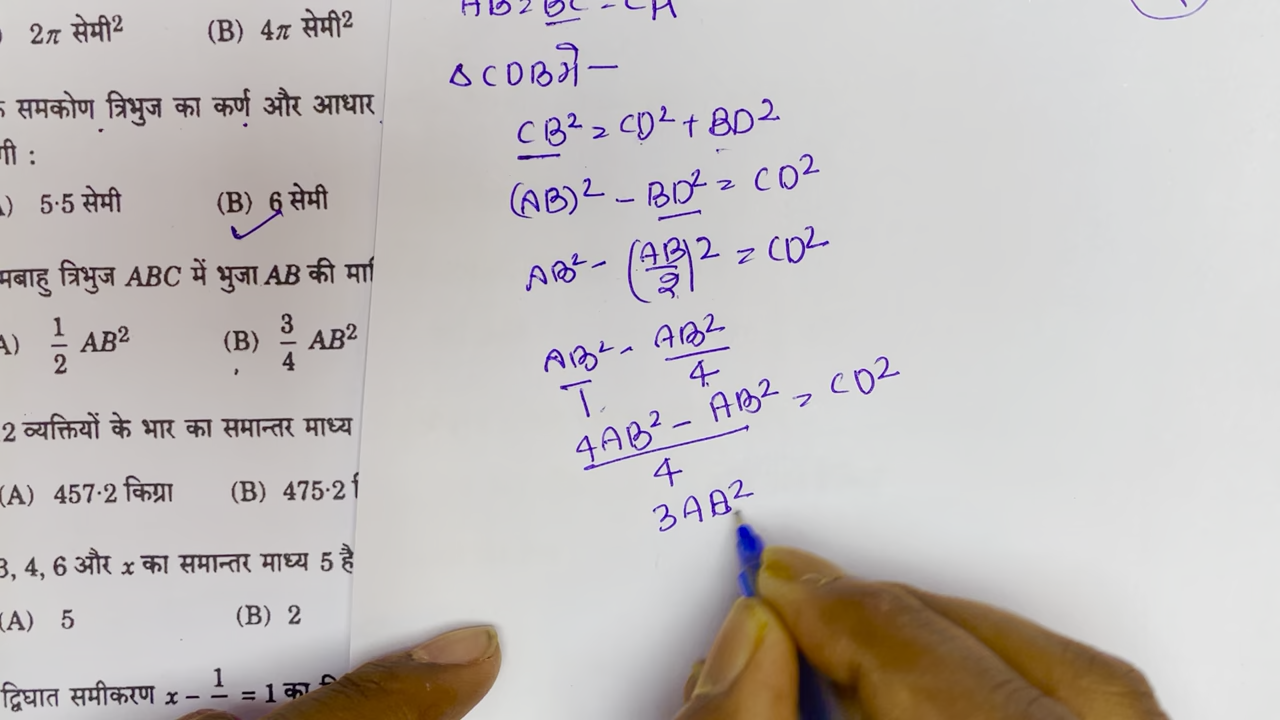 2π सेमी² (B) 4π सेमी²
समकोण त्रिभुज का कर्ण और आधार
गी :
5·5 सेमी (B) 6 सेमी
मबाहु त्रिभुज ABC में भुजा AB की
A) 1/2 AB² (B) 3/4 AB²
2 व्यक्तियों के भार का समान्तर माध्य
(A) 457·2 किग्रा (B) 475·2
3, 4, 6 और x का समान्तर माध्य 5 है
(A) 5 (B) 2
द्विघात समीकरण x − 1 = 1 का
Δ CDB में —
CB² = CD² + BD²
(AB)² − BD² = CD²
AB² − (AB/2)² = CD²
AB² − AB²/4
4AB² − AB²/4 = CD²
3AB²